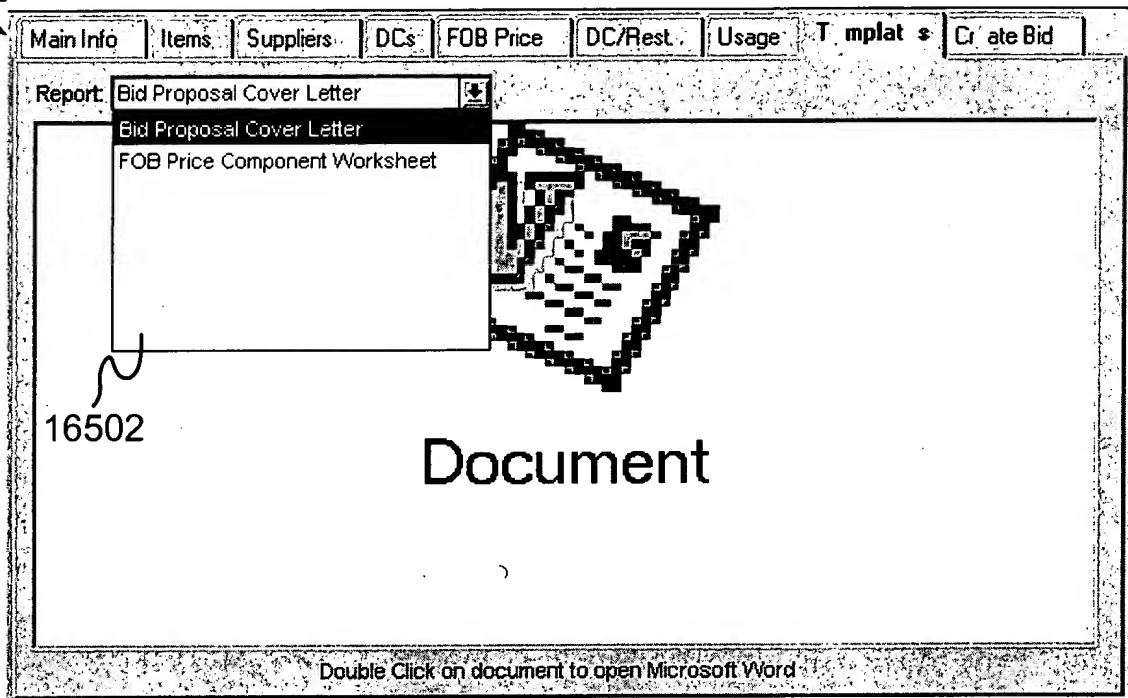 Main Info Items Suppliers DCs FOB Price DC/Rest. Usage T mplat s Cr ate Bid
Report: Bid Proposal Cover Letter
Bid Proposal Cover Letter
FOB Price Component Worksheet
16502
Document
Double Click on document to open Microsoft Word